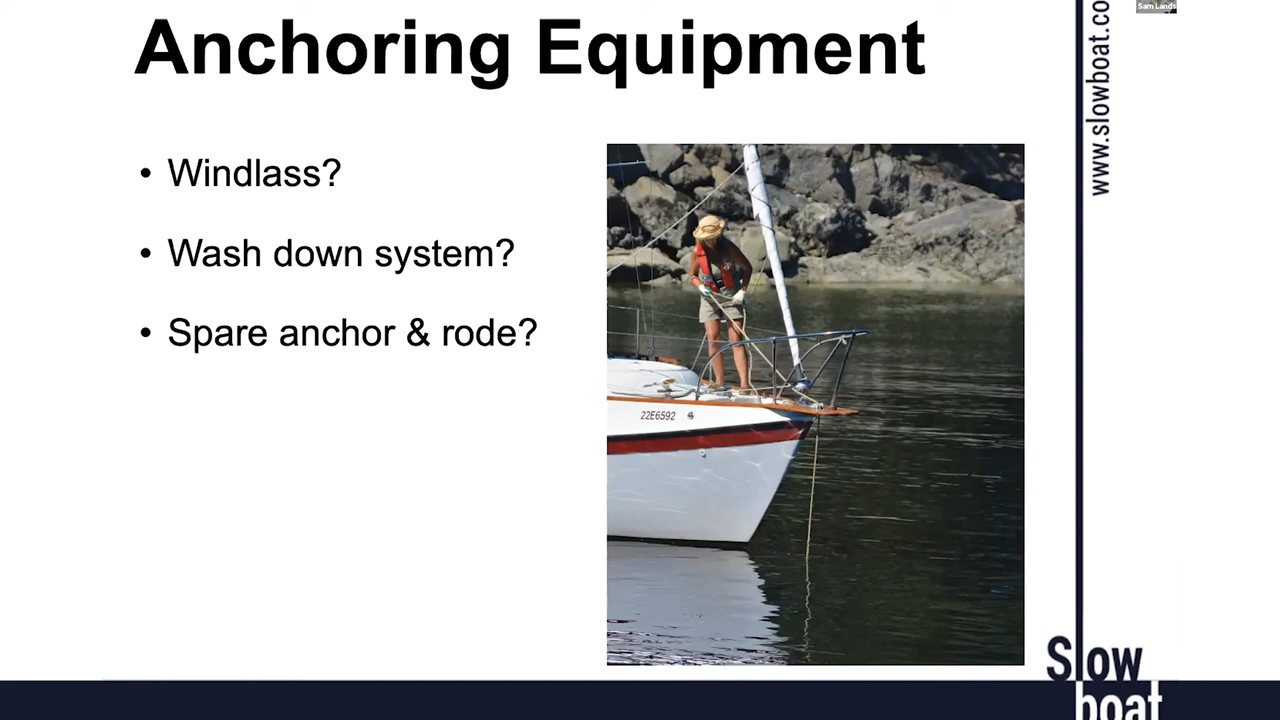 Anchoring Equipment
• Windlass?
• Wash down system?
• Spare anchor & rode?
22E6592
www.slowboat.co
Sam Lands
Slow
boat